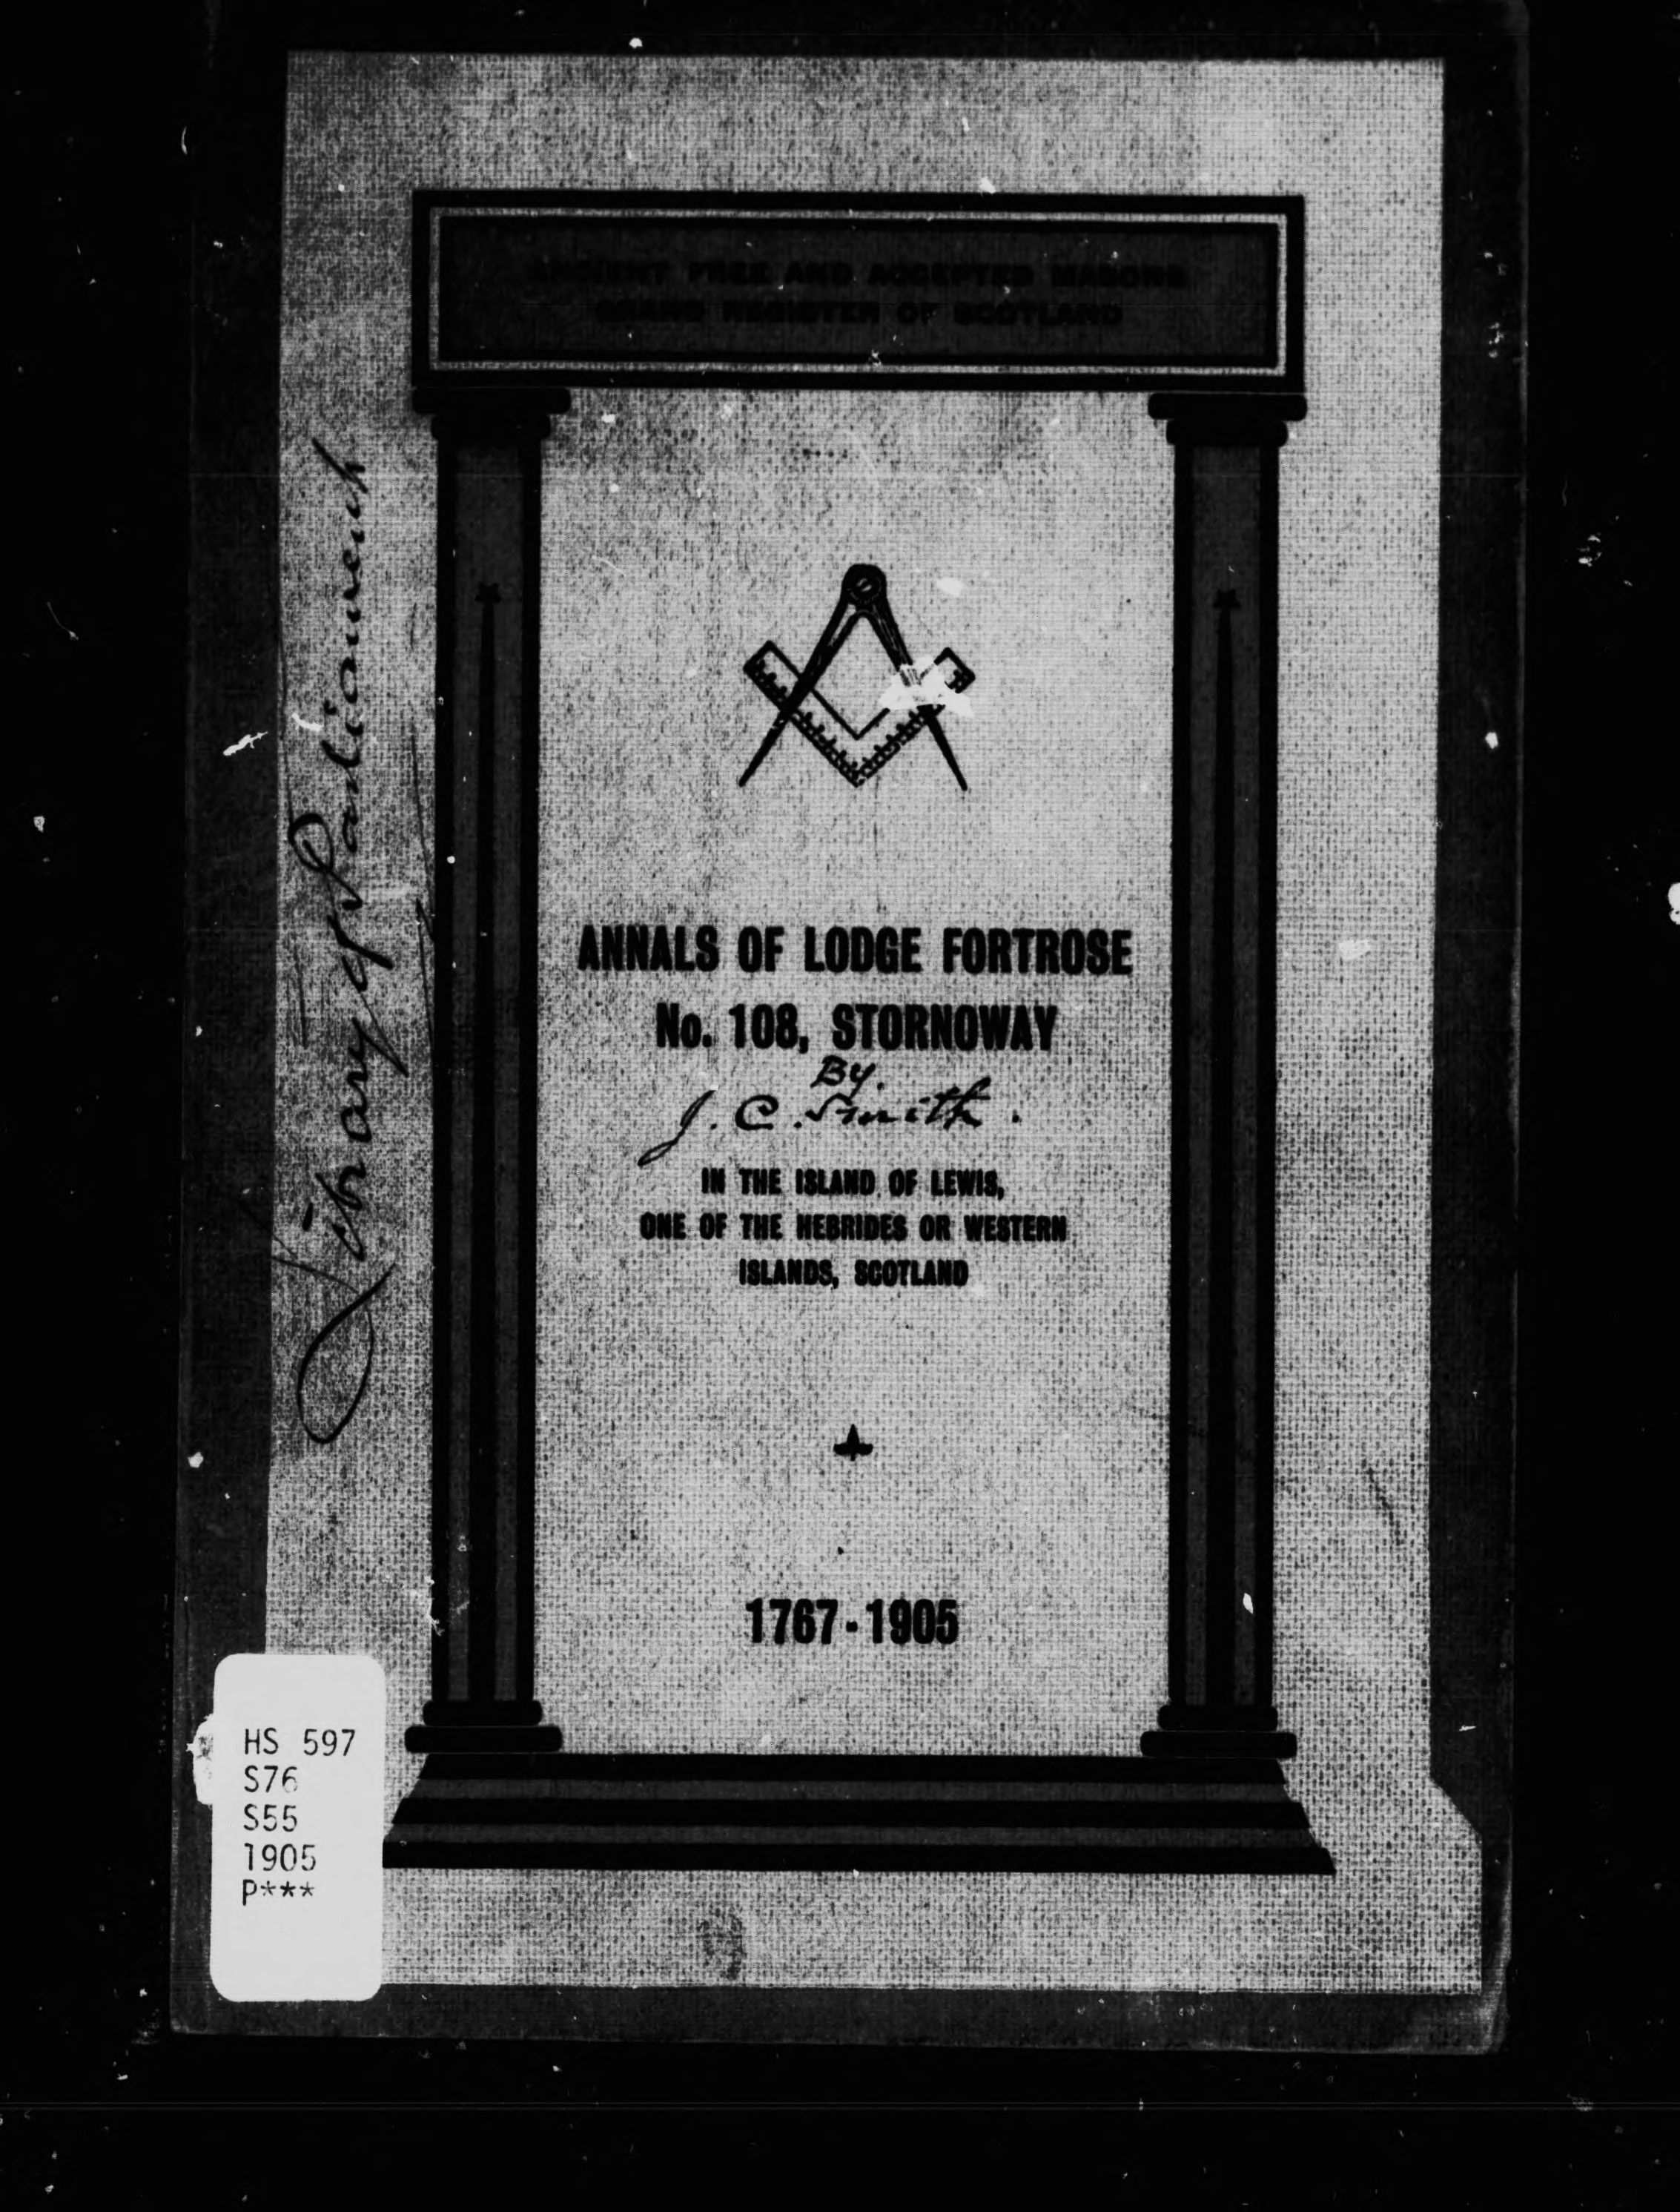 ANCIENT FREE AND ACCEPTED MASONS
GRAND REGISTER OF SCOTLAND
Library of Parliament
ANNALS OF LODGE FORTROSE
No. 108, STORNOWAY
By.
J. C. Smith.
IN THE ISLAND OF LEWIS,
ONE OF THE HEBRIDES OR WESTERN
ISLANDS, SCOTLAND
1767-1905
HS 597
S76
S55
1905
P***